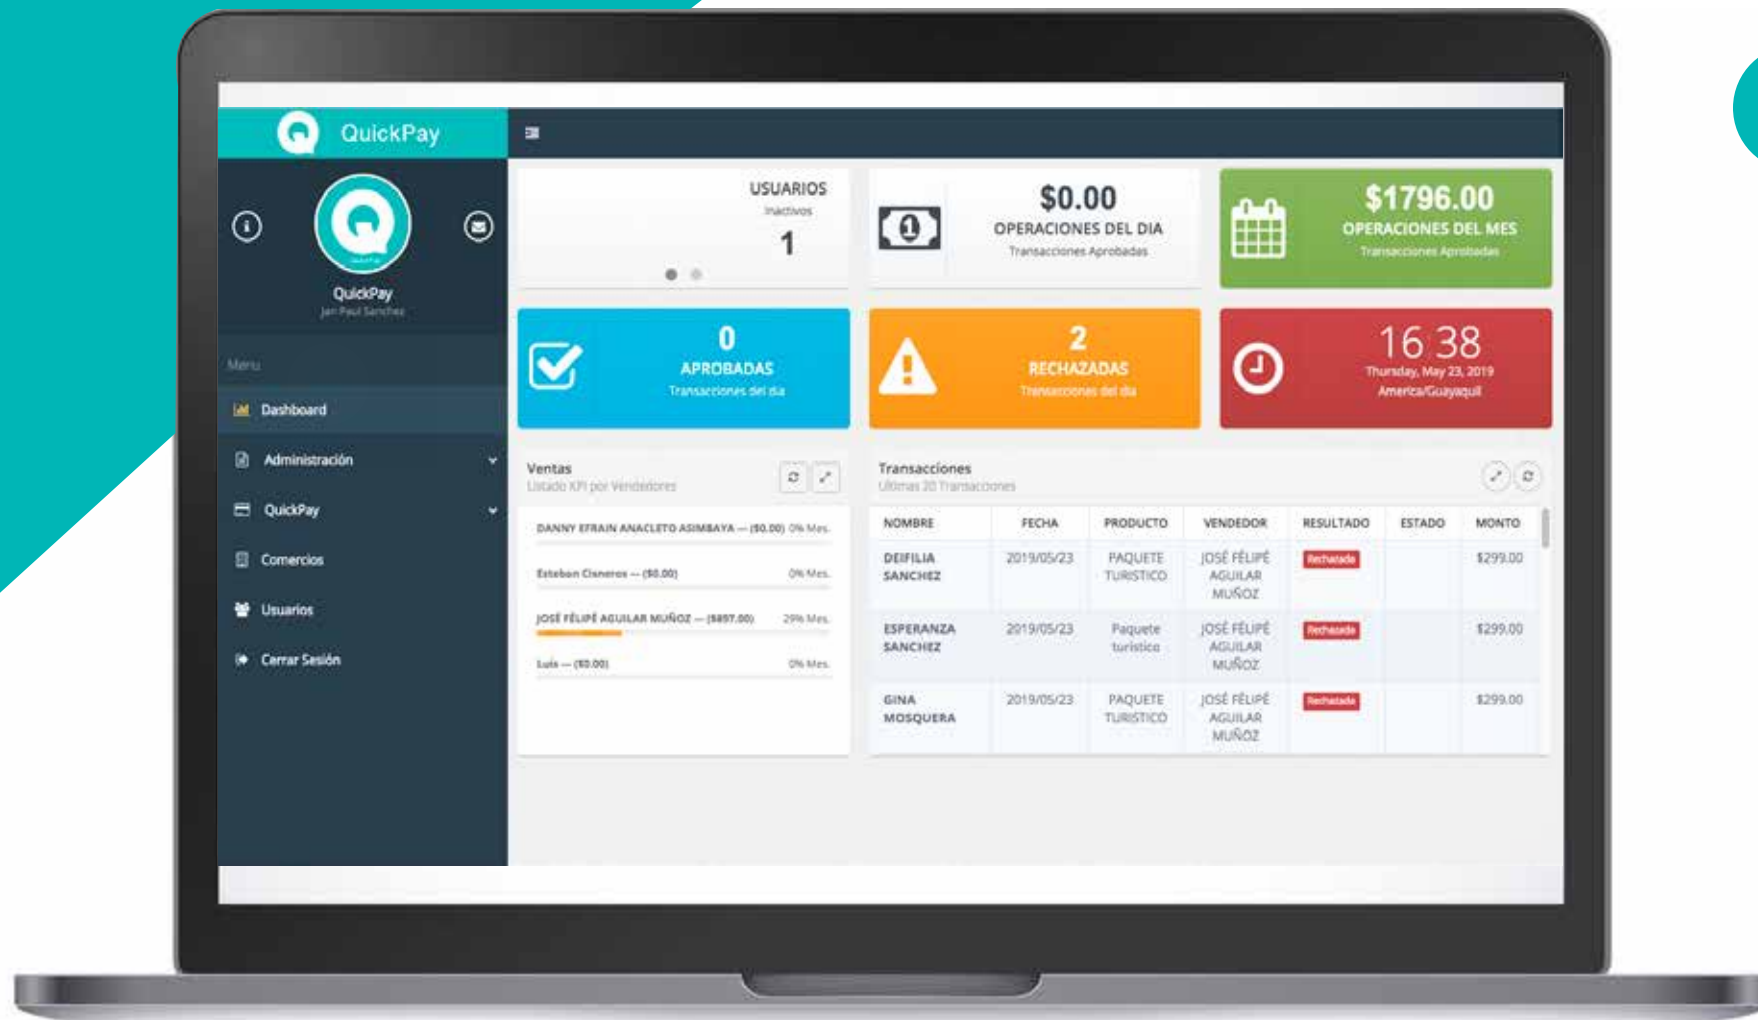 QuickPay
QuickPay
Jan Paul Sanchez
Menu
Dashboard
Administración
QuickPay
Comercios
Usuarios
Cerrar Sesión
USUARIOS
Inactivos
1
$0.00
OPERACIONES DEL DIA
Transacciones Aprobadas
$1796.00
OPERACIONES DEL MES
Transacciones Aprobadas
0
APROBADAS
Transacciones del dia
2
RECHAZADAS
Transacciones del dia
16 38
Thursday, May 23, 2019
America/Guayaquil
Ventas
Listado KPI por Vendedores
DANNY EFRAIN ANACLETO ASIMBAYA — ($0.00) 0% Mes.
Esteban Cisneros — ($0.00) 0% Mes.
JOSÉ FÉLIPÉ AGUILAR MUÑOZ — ($897.00) 29% Mes.
Luis — ($0.00) 0% Mes.
Transacciones
Ultimas 20 Transacciones
NOMBRE FECHA PRODUCTO VENDEDOR RESULTADO ESTADO MONTO
DEIFILIA 2019/05/23 PAQUETE JOSÉ FÉLIPÉ Rechazada $299.00
SANCHEZ TURISTICO AGUILAR
MUÑOZ
ESPERANZA 2019/05/23 Paquete JOSÉ FÉLIPÉ Rechazada $299.00
SANCHEZ turistico AGUILAR
MUÑOZ
GINA 2019/05/23 PAQUETE JOSÉ FÉLIPÉ Rechazada $299.00
MOSQUERA TURISTICO AGUILAR
MUÑOZ